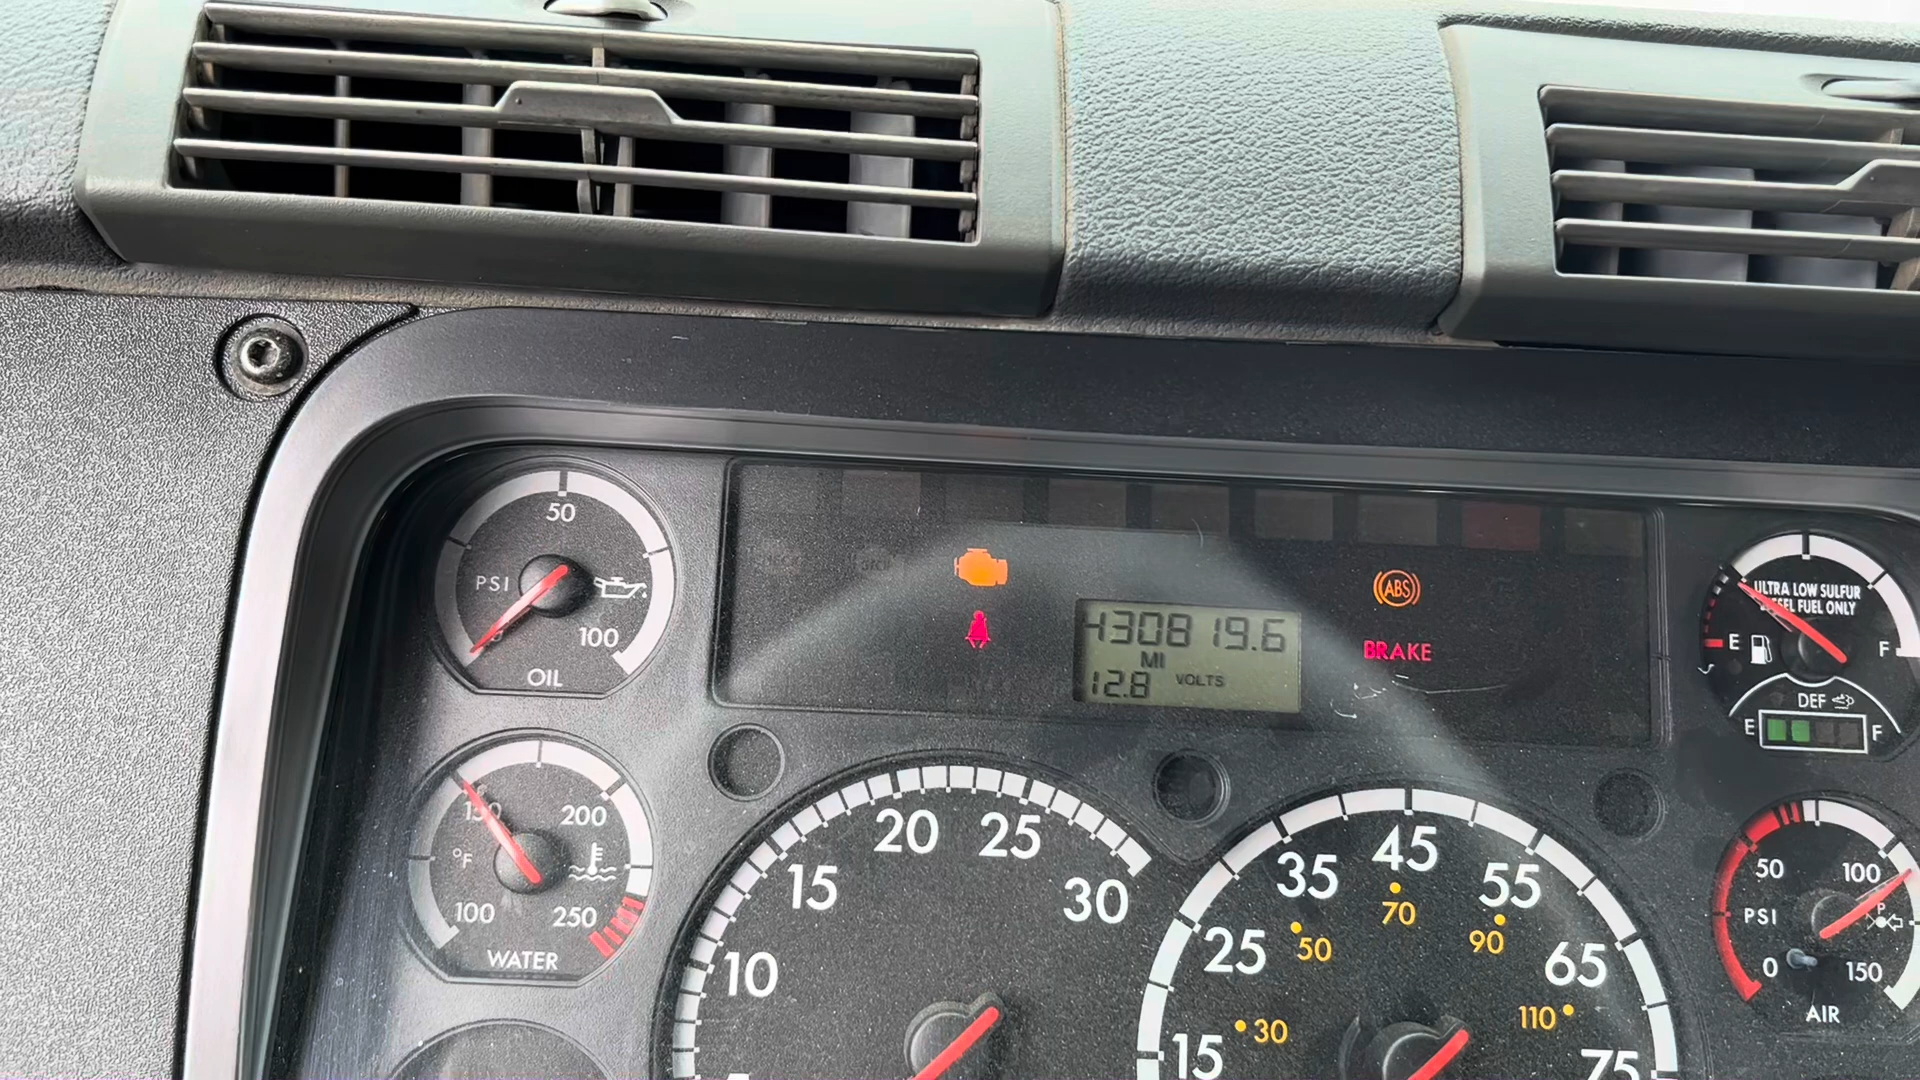 50
PSI
0
100
OIL
ABS
430819.6
MI
12.8 VOLTS
BRAKE
ULTRA LOW SULFUR
DIESEL FUEL ONLY
E
F
DEF
E
F
150
200
°F
100
250
WATER
10
15
20
25
30
15
25
35
45
55
65
75
30
50
70
90
110
50
100
PSI
P
0
150
AIR